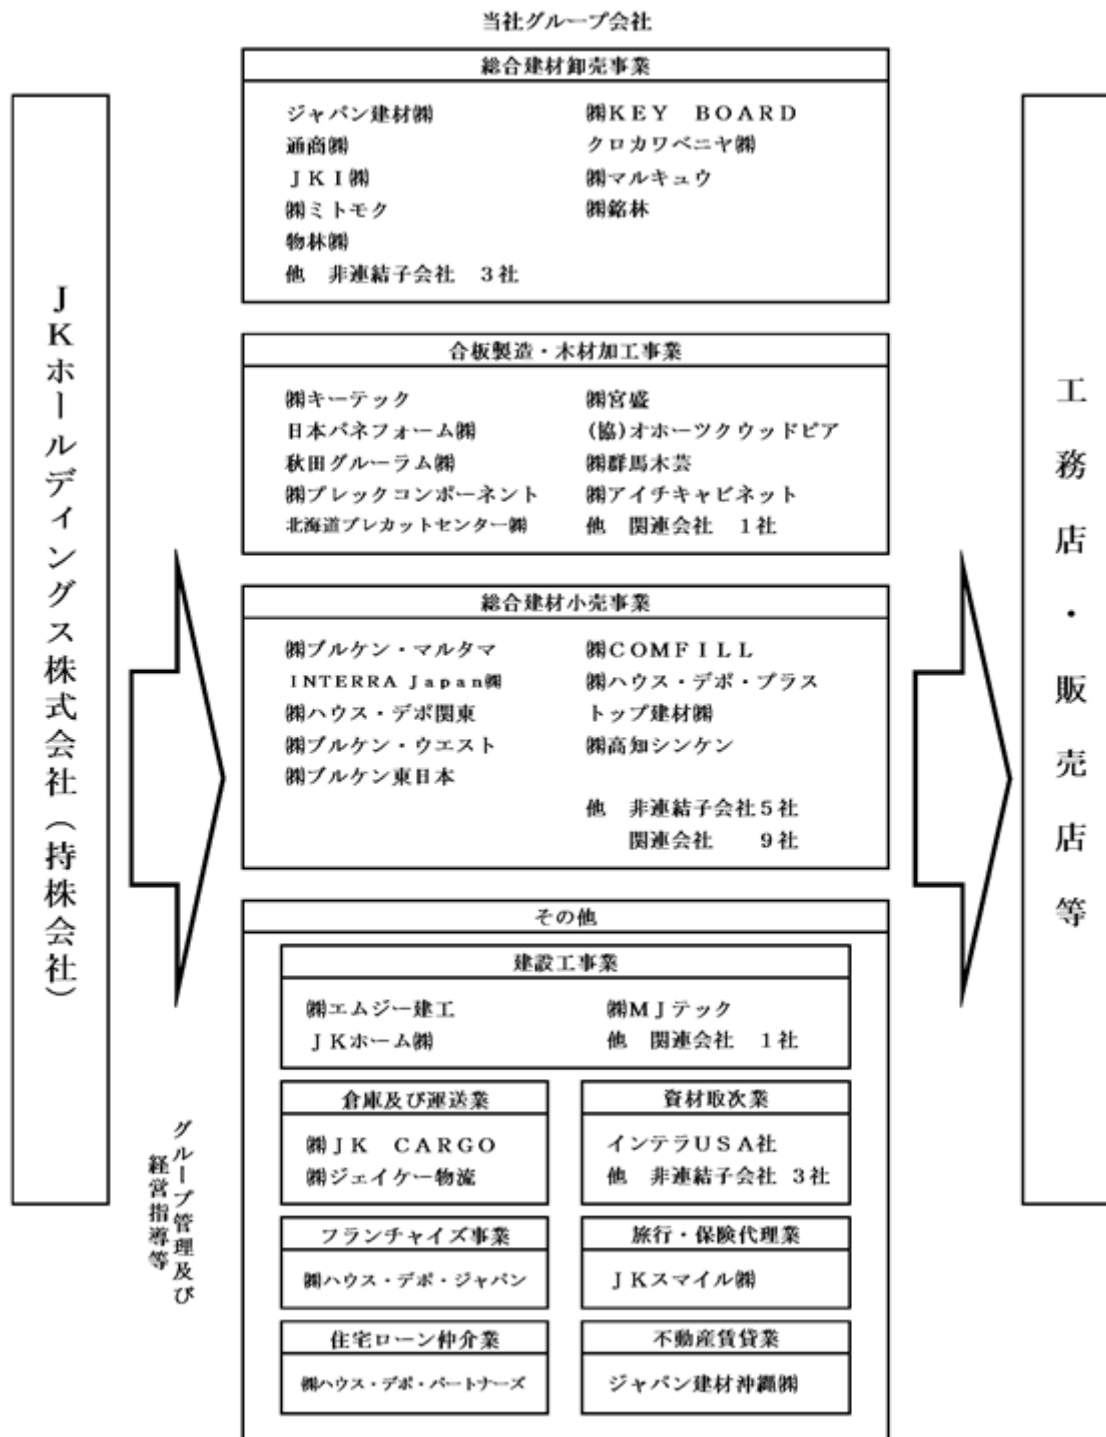 当社グループ会社
JKホールディングス株式会社（持株会社）
グループ管理及び
経営指導等
総合建材卸売事業
ジャパン建材㈱
通商㈱
ＪＫＩ㈱
㈱ミトモク
物林㈱
他　非連結子会社　３社
㈱ＫＥＹ　ＢＯＡＲＤ
クロカワベニヤ㈱
㈱マルキュウ
㈱銘林
合板製造・木材加工事業
㈱キーテック
日本パネフォーム㈱
秋田グルーラム㈱
㈱ブレックコンポーネント
北海道プレカットセンター㈱
㈱宮盛
(協)オホーツクウッドピア
㈱群馬木芸
㈱アイチキャビネット
他　関連会社　１社
総合建材小売事業
㈱ブルケン・マルタマ
ＩＮＴＥＲＲＡ Ｊａｐａｎ㈱
㈱ハウス・デポ関東
㈱ブルケン・ウエスト
㈱ブルケン東日本
㈱ＣＯＭＦＩＬＬ
㈱ハウス・デポ・プラス
トップ建材㈱
㈱高知シンケン
他　非連結子会社５社
関連会社　　９社
その他
建設工事業
㈱エムジー建工
ＪＫホーム㈱
㈱ＭＪテック
他　関連会社　１社
倉庫及び運送業
㈱ＪＫ　ＣＡＲＧＯ
㈱ジェイケー物流
資材取次業
インテラＵＳＡ社
他　非連結子会社 ３社
フランチャイズ事業
㈱ハウス・デポ・ジャパン
旅行・保険代理業
ＪＫスマイル㈱
住宅ローン仲介業
㈱ハウス・デポ・パートナーズ
不動産賃貸業
ジャパン建材沖縄㈱
工務店・販売店等